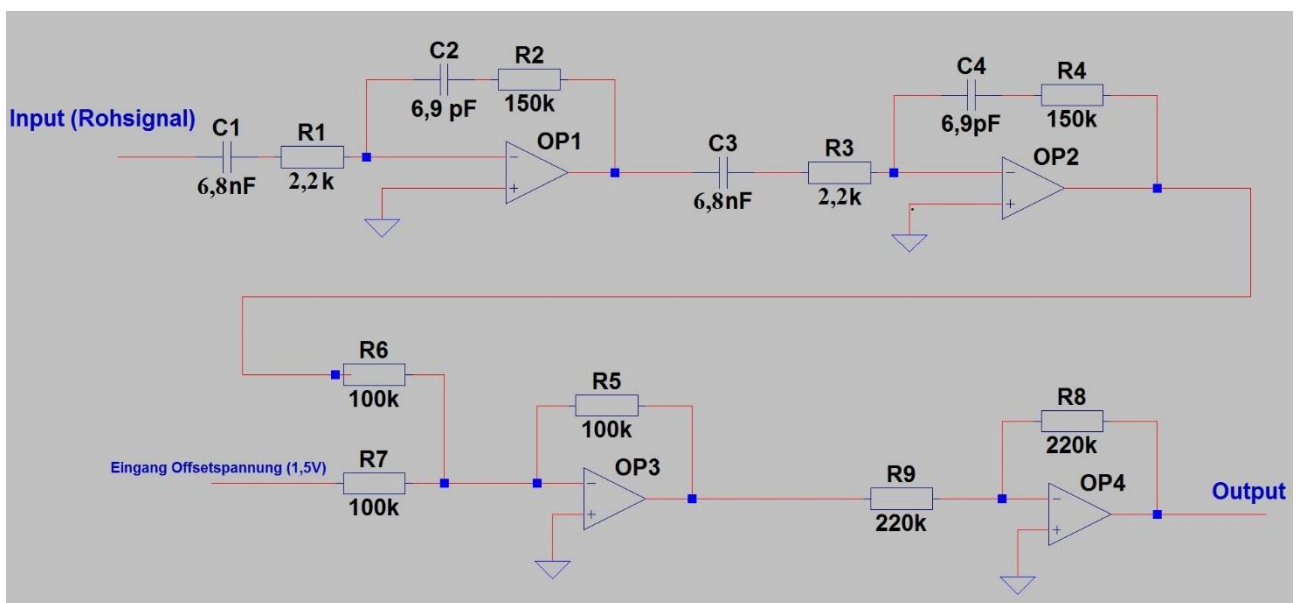 Input (Rohsignal)
C1
6,8nF
R1
2,2k
C2
6,9 pF
R2
150k
OP1
C3
6,8nF
R3
2,2k
C4
6,9pF
R4
150k
OP2
R6
100k
Eingang Offsetspannung (1,5V)
R7
100k
R5
100k
OP3
R9
220k
R8
220k
OP4
Output